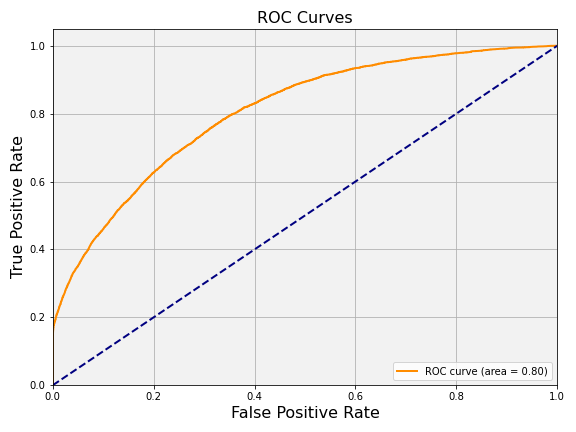 ROC Curves
True Positive Rate
1.0
0.8
0.6
0.4
0.2
0.0
ROC curve (area = 0.80)
0.0 0.2 0.4 0.6 0.8 1.0
False Positive Rate